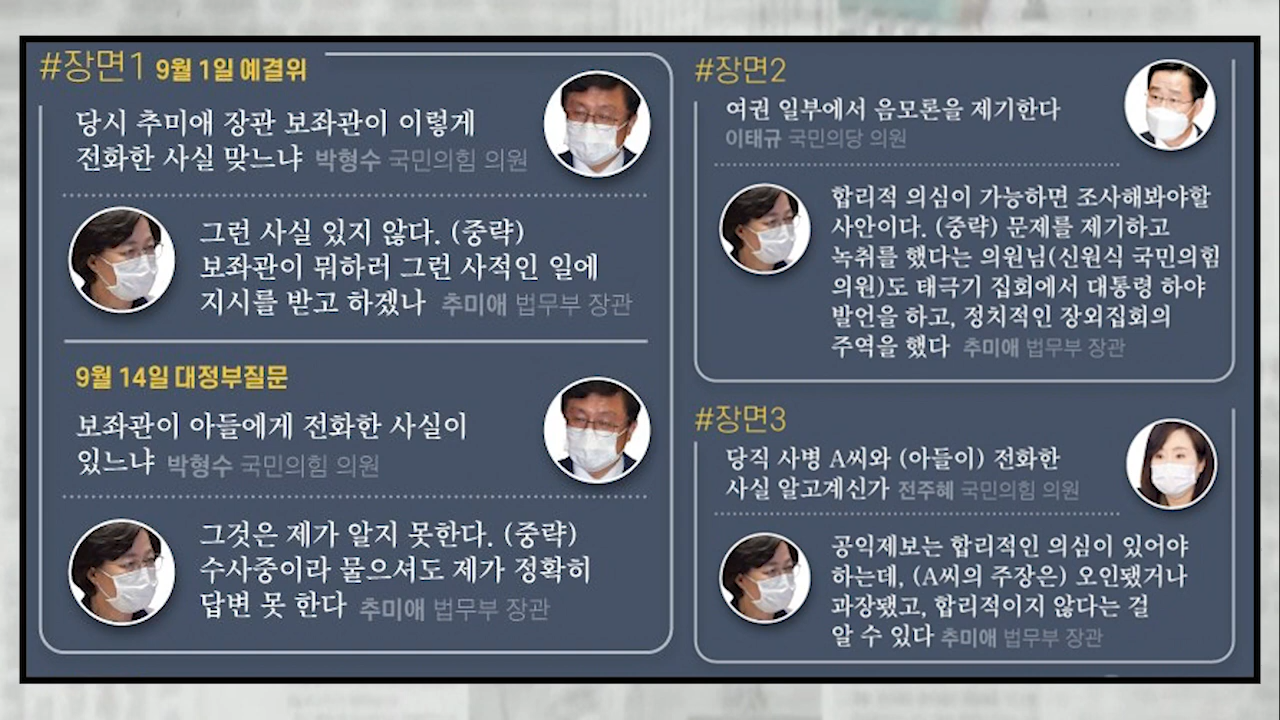 #장면1 9월 1일 예결위
당시 추미애 장관 보좌관이 이렇게
전화한 사실 맞느냐 박형수 국민의힘 의원
그런 사실 있지 않다. (중략)
보좌관이 뭐하러 그런 사적인 일에
지시를 받고 하겠나 추미애 법무부 장관
9월 14일 대정부질문
보좌관이 아들에게 전화한 사실이
있느냐 박형수 국민의힘 의원
그것은 제가 알지 못한다. (중략)
수사중이라 물으셔도 제가 정확히
답변 못 한다 추미애 법무부 장관
#장면2
여권 일부에서 음모론을 제기한다
이태규 국민의당 의원
합리적 의심이 가능하면 조사해봐야할
사안이다. (중략) 문제를 제기하고
녹취를 했다는 의원님(신원식 국민의힘
의원)도 태극기 집회에서 대통령 하야
발언을 하고, 정치적인 장외집회의
주역을 했다 추미애 법무부 장관
#장면3
당직 사병 A씨와 (아들이) 전화한
사실 알고계신가 전주혜 국민의힘 의원
공익제보는 합리적인 의심이 있어야
하는데, (A씨의 주장은) 오인됐거나
과장됐고, 합리적이지 않다는 걸
알 수 있다 추미애 법무부 장관